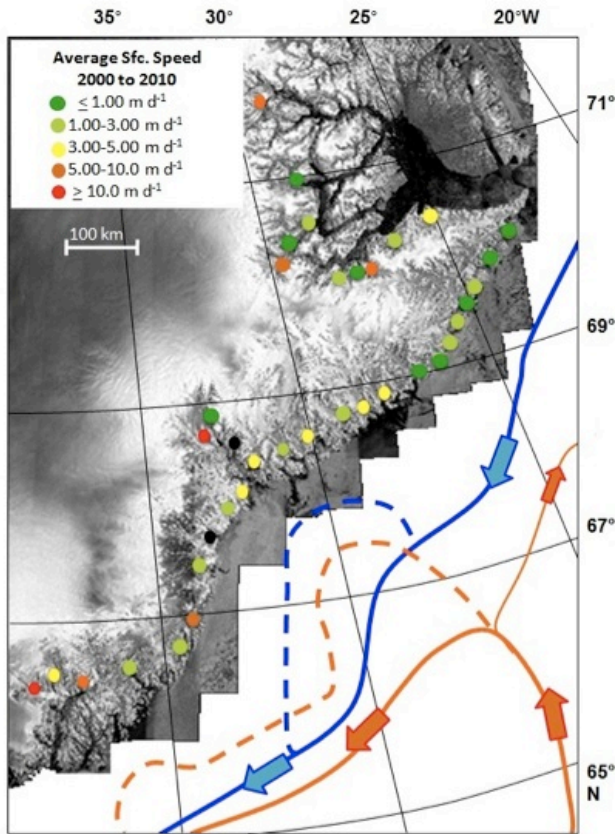 35° 30° 25° 20°W
Average Sfc. Speed
2000 to 2010
≤ 1.00 m d⁻¹
1.00-3.00 m d⁻¹
3.00-5.00 m d⁻¹
5.00-10.0 m d⁻¹
≥ 10.0 m d⁻¹
71°
100 km
69°
67°
65°
N